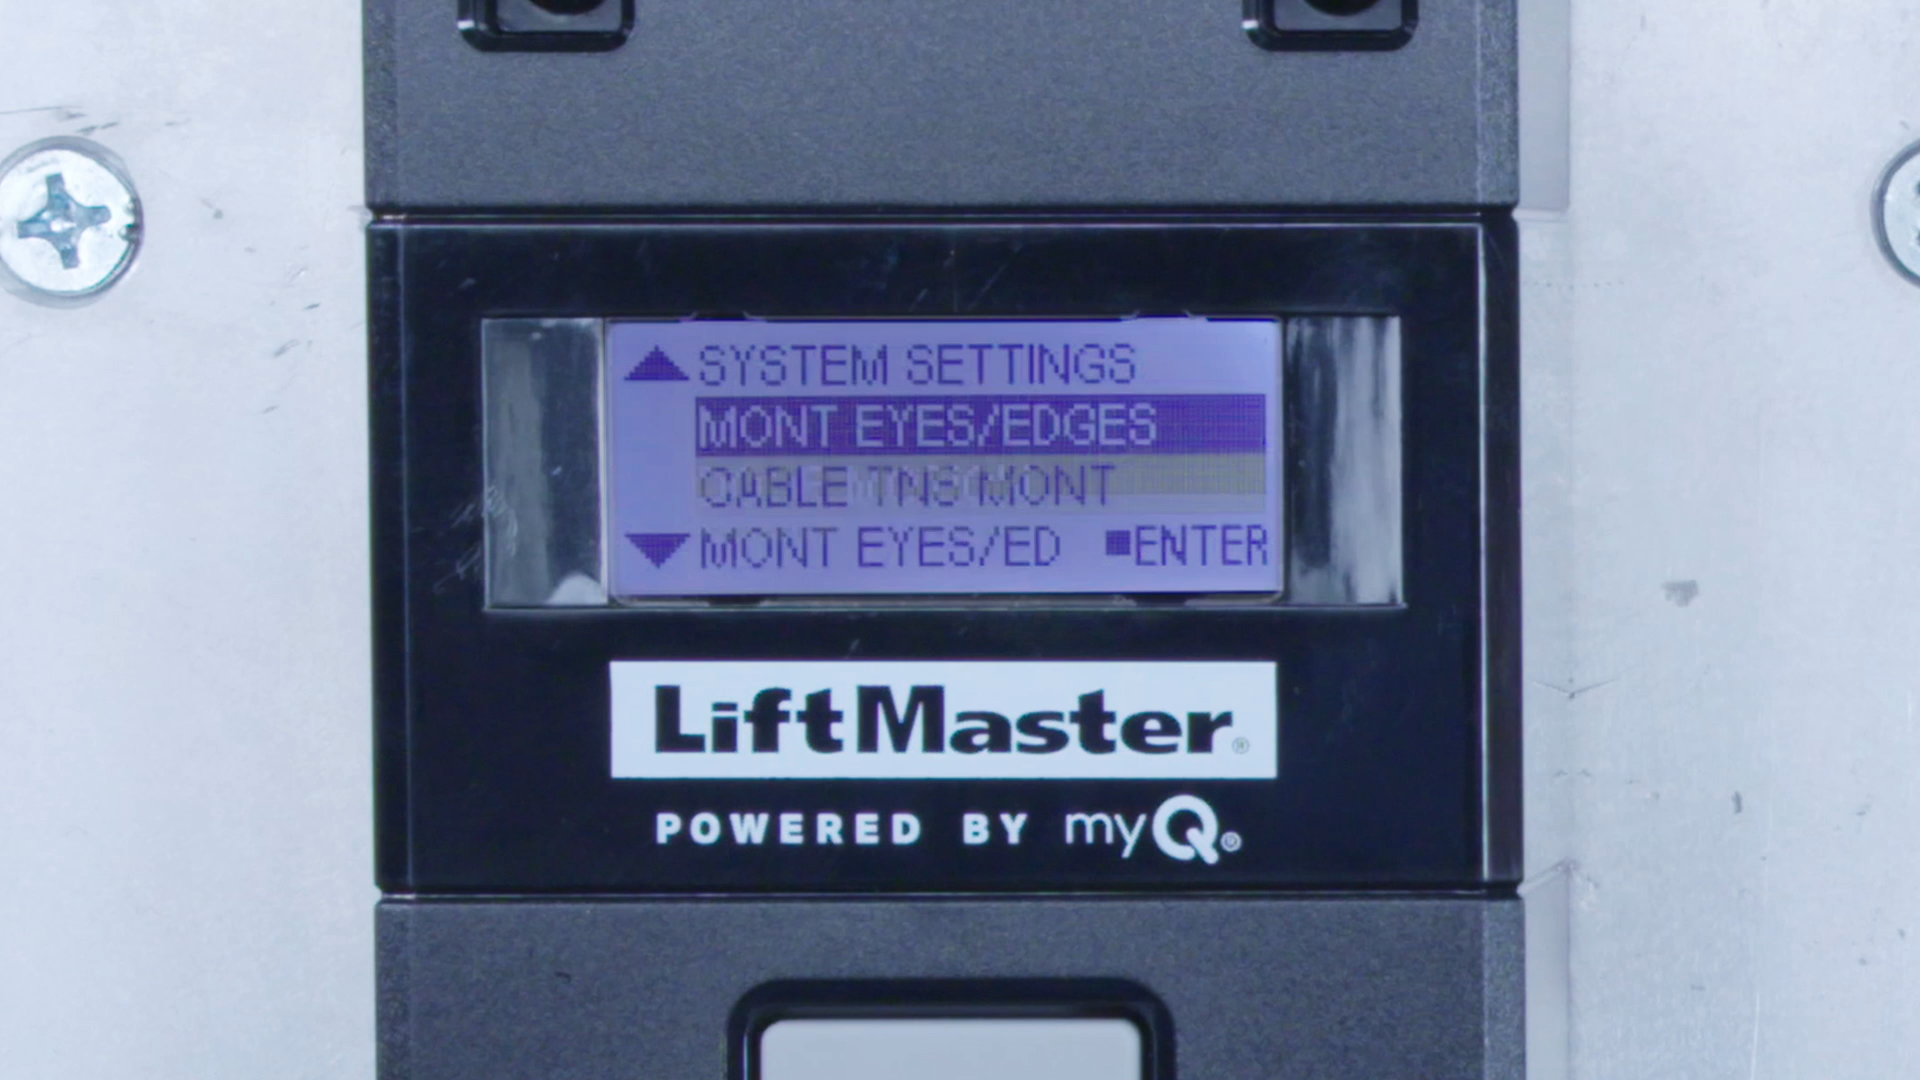 ▲SYSTEM SETTINGS
MONT EYES/EDGES
CABLE TNS MONT
▼MONT EYES/ED ■ENTER
LiftMaster®
POWERED BY myQ®